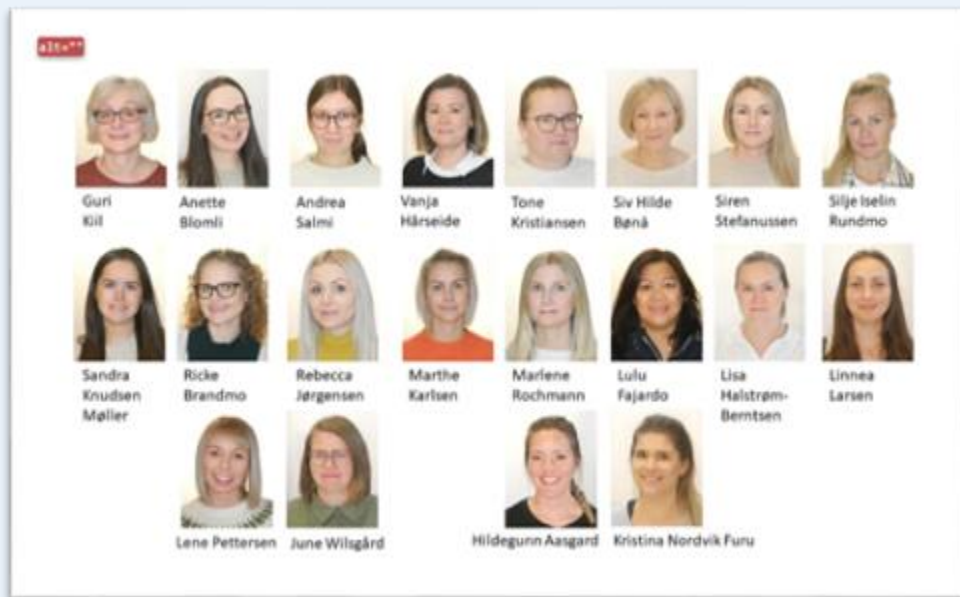 alt=""
Guri
Kiil
Anette
Blomli
Andrea
Salmi
Vanja
Hårseide
Tone
Kristiansen
Siv Hilde
Bønå
Siren
Stefanussen
Silje Iselin
Rundmo
Sandra
Knudsen
Møller
Ricke
Brandmo
Rebecca
Jørgensen
Marthe
Karlsen
Marlene
Rochmann
Lulu
Fajardo
Lisa
Halstrøm-
Berntsen
Linnea
Larsen
Lene Pettersen
June Wilsgård
Hildegunn Aasgard
Kristina Nordvik Furu